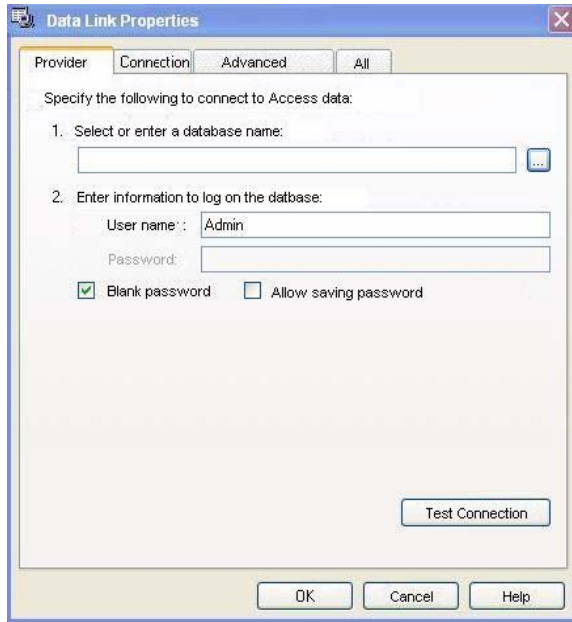 Data Link Properties
Provider Connection Advanced All
Specify the following to connect to Access data:
1. Select or enter a database name:
...
2. Enter information to log on the datbase:
User name: : Admin
Password:
Blank password Allow saving password
Test Connection
OK Cancel Help